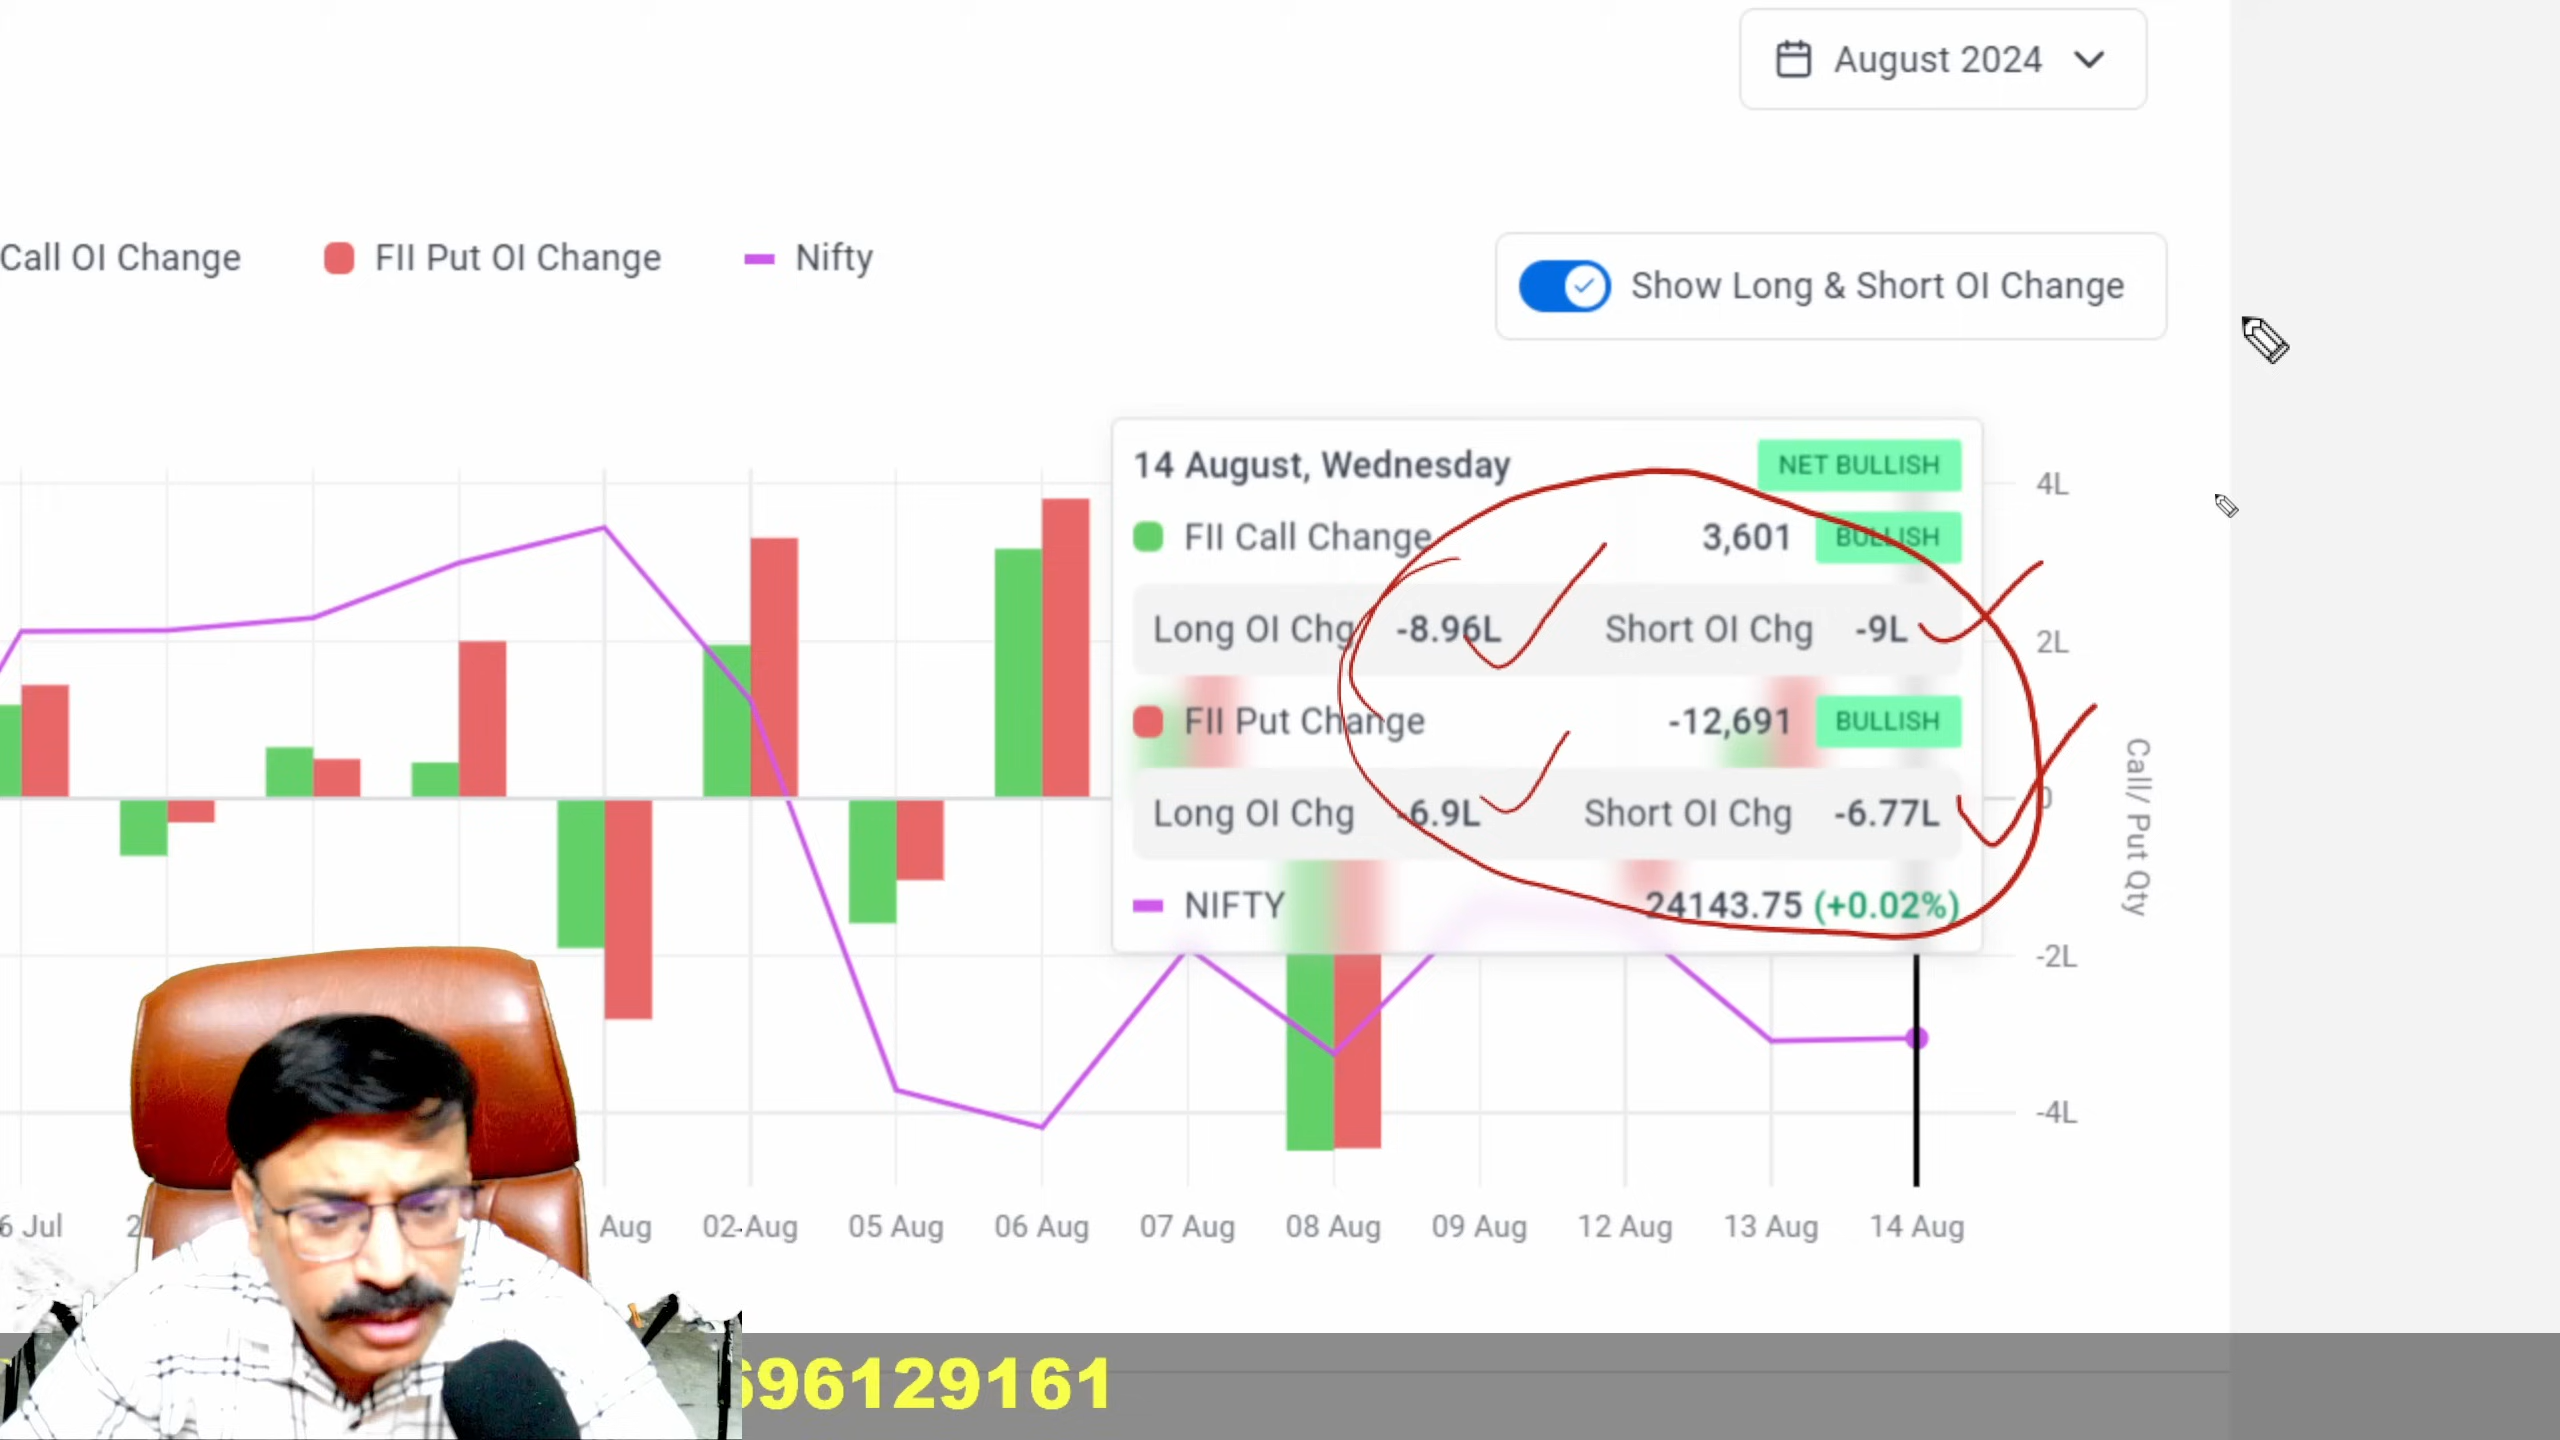 August 2024
Call OI Change FII Put OI Change Nifty
Show Long & Short OI Change
14 August, Wednesday NET BULLISH
FII Call Change 3,601 BULLISH
Long OI Chg -8.96L Short OI Chg -9L
FII Put Change -12,691 BULLISH
Long OI Chg -6.9L Short OI Chg -6.77L
NIFTY 24143.75 (+0.02%)
4L
2L
0
-2L
-4L
Call/ Put Qty
6 Jul 2 Aug 02 Aug 05 Aug 06 Aug 07 Aug 08 Aug 09 Aug 12 Aug 13 Aug 14 Aug
696129161